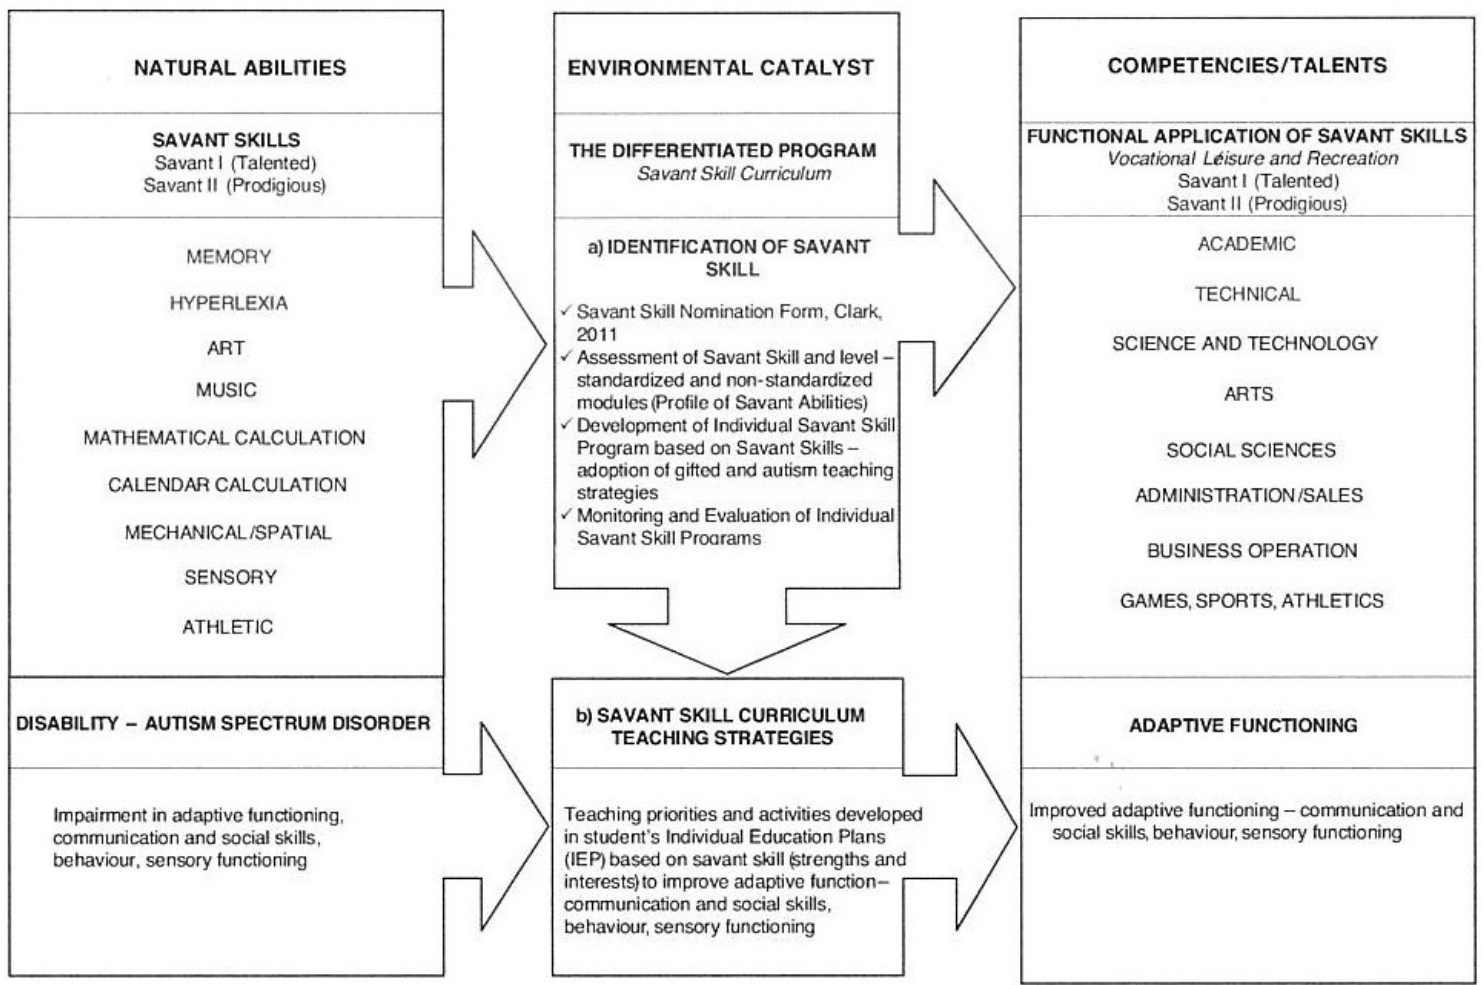 NATURAL ABILITIES
SAVANT SKILLS
Savant I (Talented)
Savant II (Prodigious)
MEMORY
HYPERLEXIA
ART
MUSIC
MATHEMATICAL CALCULATION
CALENDAR CALCULATION
MECHANICAL/SPATIAL
SENSORY
ATHLETIC
DISABILITY – AUTISM SPECTRUM DISORDER
Impairment in adaptive functioning,
communication and social skills,
behaviour, sensory functioning
ENVIRONMENTAL CATALYST
THE DIFFERENTIATED PROGRAM
Savant Skill Curriculum
a) IDENTIFICATION OF SAVANT
SKILL
✓ Savant Skill Nomination Form, Clark,
2011
✓ Assessment of Savant Skill and level –
standardized and non-standardized
modules (Profile of Savant Abilities)
✓ Development of Individual Savant Skill
Program based on Savant Skills –
adoption of gifted and autism teaching
strategies
✓ Monitoring and Evaluation of Individual
Savant Skill Programs
b) SAVANT SKILL CURRICULUM
TEACHING STRATEGIES
Teaching priorities and activities developed
in student's Individual Education Plans
(IEP) based on savant skill (strengths and
interests) to improve adaptive function–
communication and social skills,
behaviour, sensory functioning
COMPETENCIES/TALENTS
FUNCTIONAL APPLICATION OF SAVANT SKILLS
Vocational Leisure and Recreation
Savant I (Talented)
Savant II (Prodigious)
ACADEMIC
TECHNICAL
SCIENCE AND TECHNOLOGY
ARTS
SOCIAL SCIENCES
ADMINISTRATION/SALES
BUSINESS OPERATION
GAMES, SPORTS, ATHLETICS
ADAPTIVE FUNCTIONING
Improved adaptive functioning – communication and
social skills, behaviour, sensory functioning